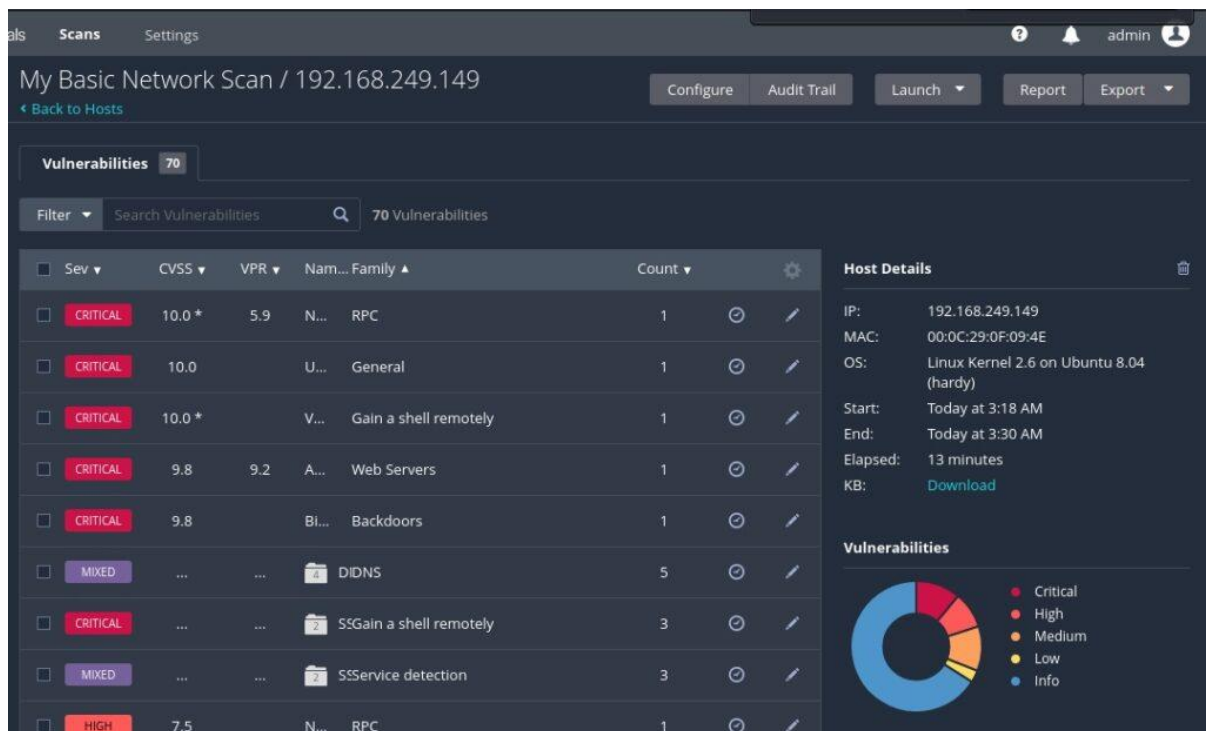 als Scans Settings admin
My Basic Network Scan / 192.168.249.149
Configure Audit Trail Launch Report Export
Back to Hosts
Vulnerabilities 70
Filter Search Vulnerabilities 70 Vulnerabilities
Sev CVSS VPR Nam... Family Count
CRITICAL 10.0 * 5.9 N... RPC 1
CRITICAL 10.0 U... General 1
CRITICAL 10.0 * V... Gain a shell remotely 1
CRITICAL 9.8 9.2 A... Web Servers 1
CRITICAL 9.8 Bi... Backdoors 1
MIXED ... ... 4 DIDNS 5
CRITICAL ... ... 2 SSGain a shell remotely 3
MIXED ... ... 2 SSService detection 3
HIGH 7.5 N... RPC 1
Host Details
IP: 192.168.249.149
MAC: 00:0C:29:0F:09:4E
OS: Linux Kernel 2.6 on Ubuntu 8.04
(hardy)
Start: Today at 3:18 AM
End: Today at 3:30 AM
Elapsed: 13 minutes
KB: Download
Vulnerabilities
Critical
High
Medium
Low
Info